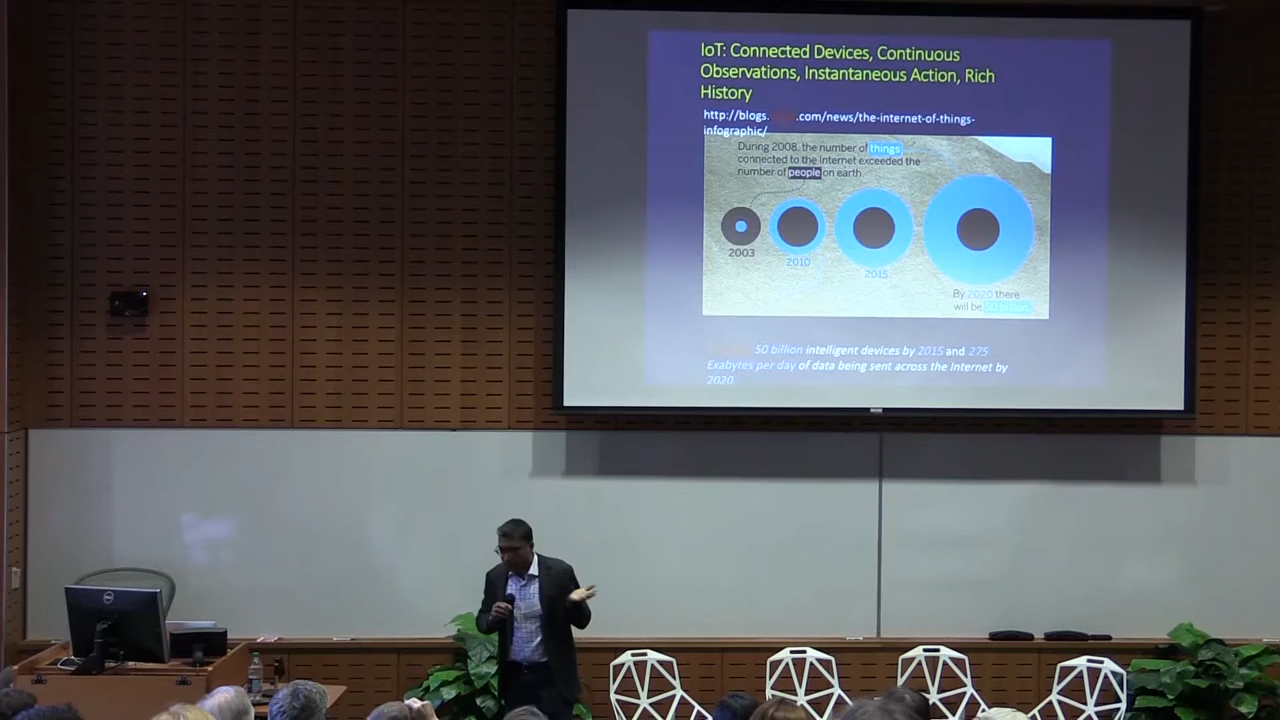 IoT: Connected Devices, Continuous
Observations, Instantaneous Action, Rich
History
http://blogs. .com/news/the-internet-of-things-
infographic/
During 2008, the number of things
connected to the Internet exceeded the
number of people on earth
2003
2010
2015
By 2020 there
will be 50 billion
50 billion intelligent devices by 2015 and 275
Exabytes per day of data being sent across the Internet by
2020
DELL